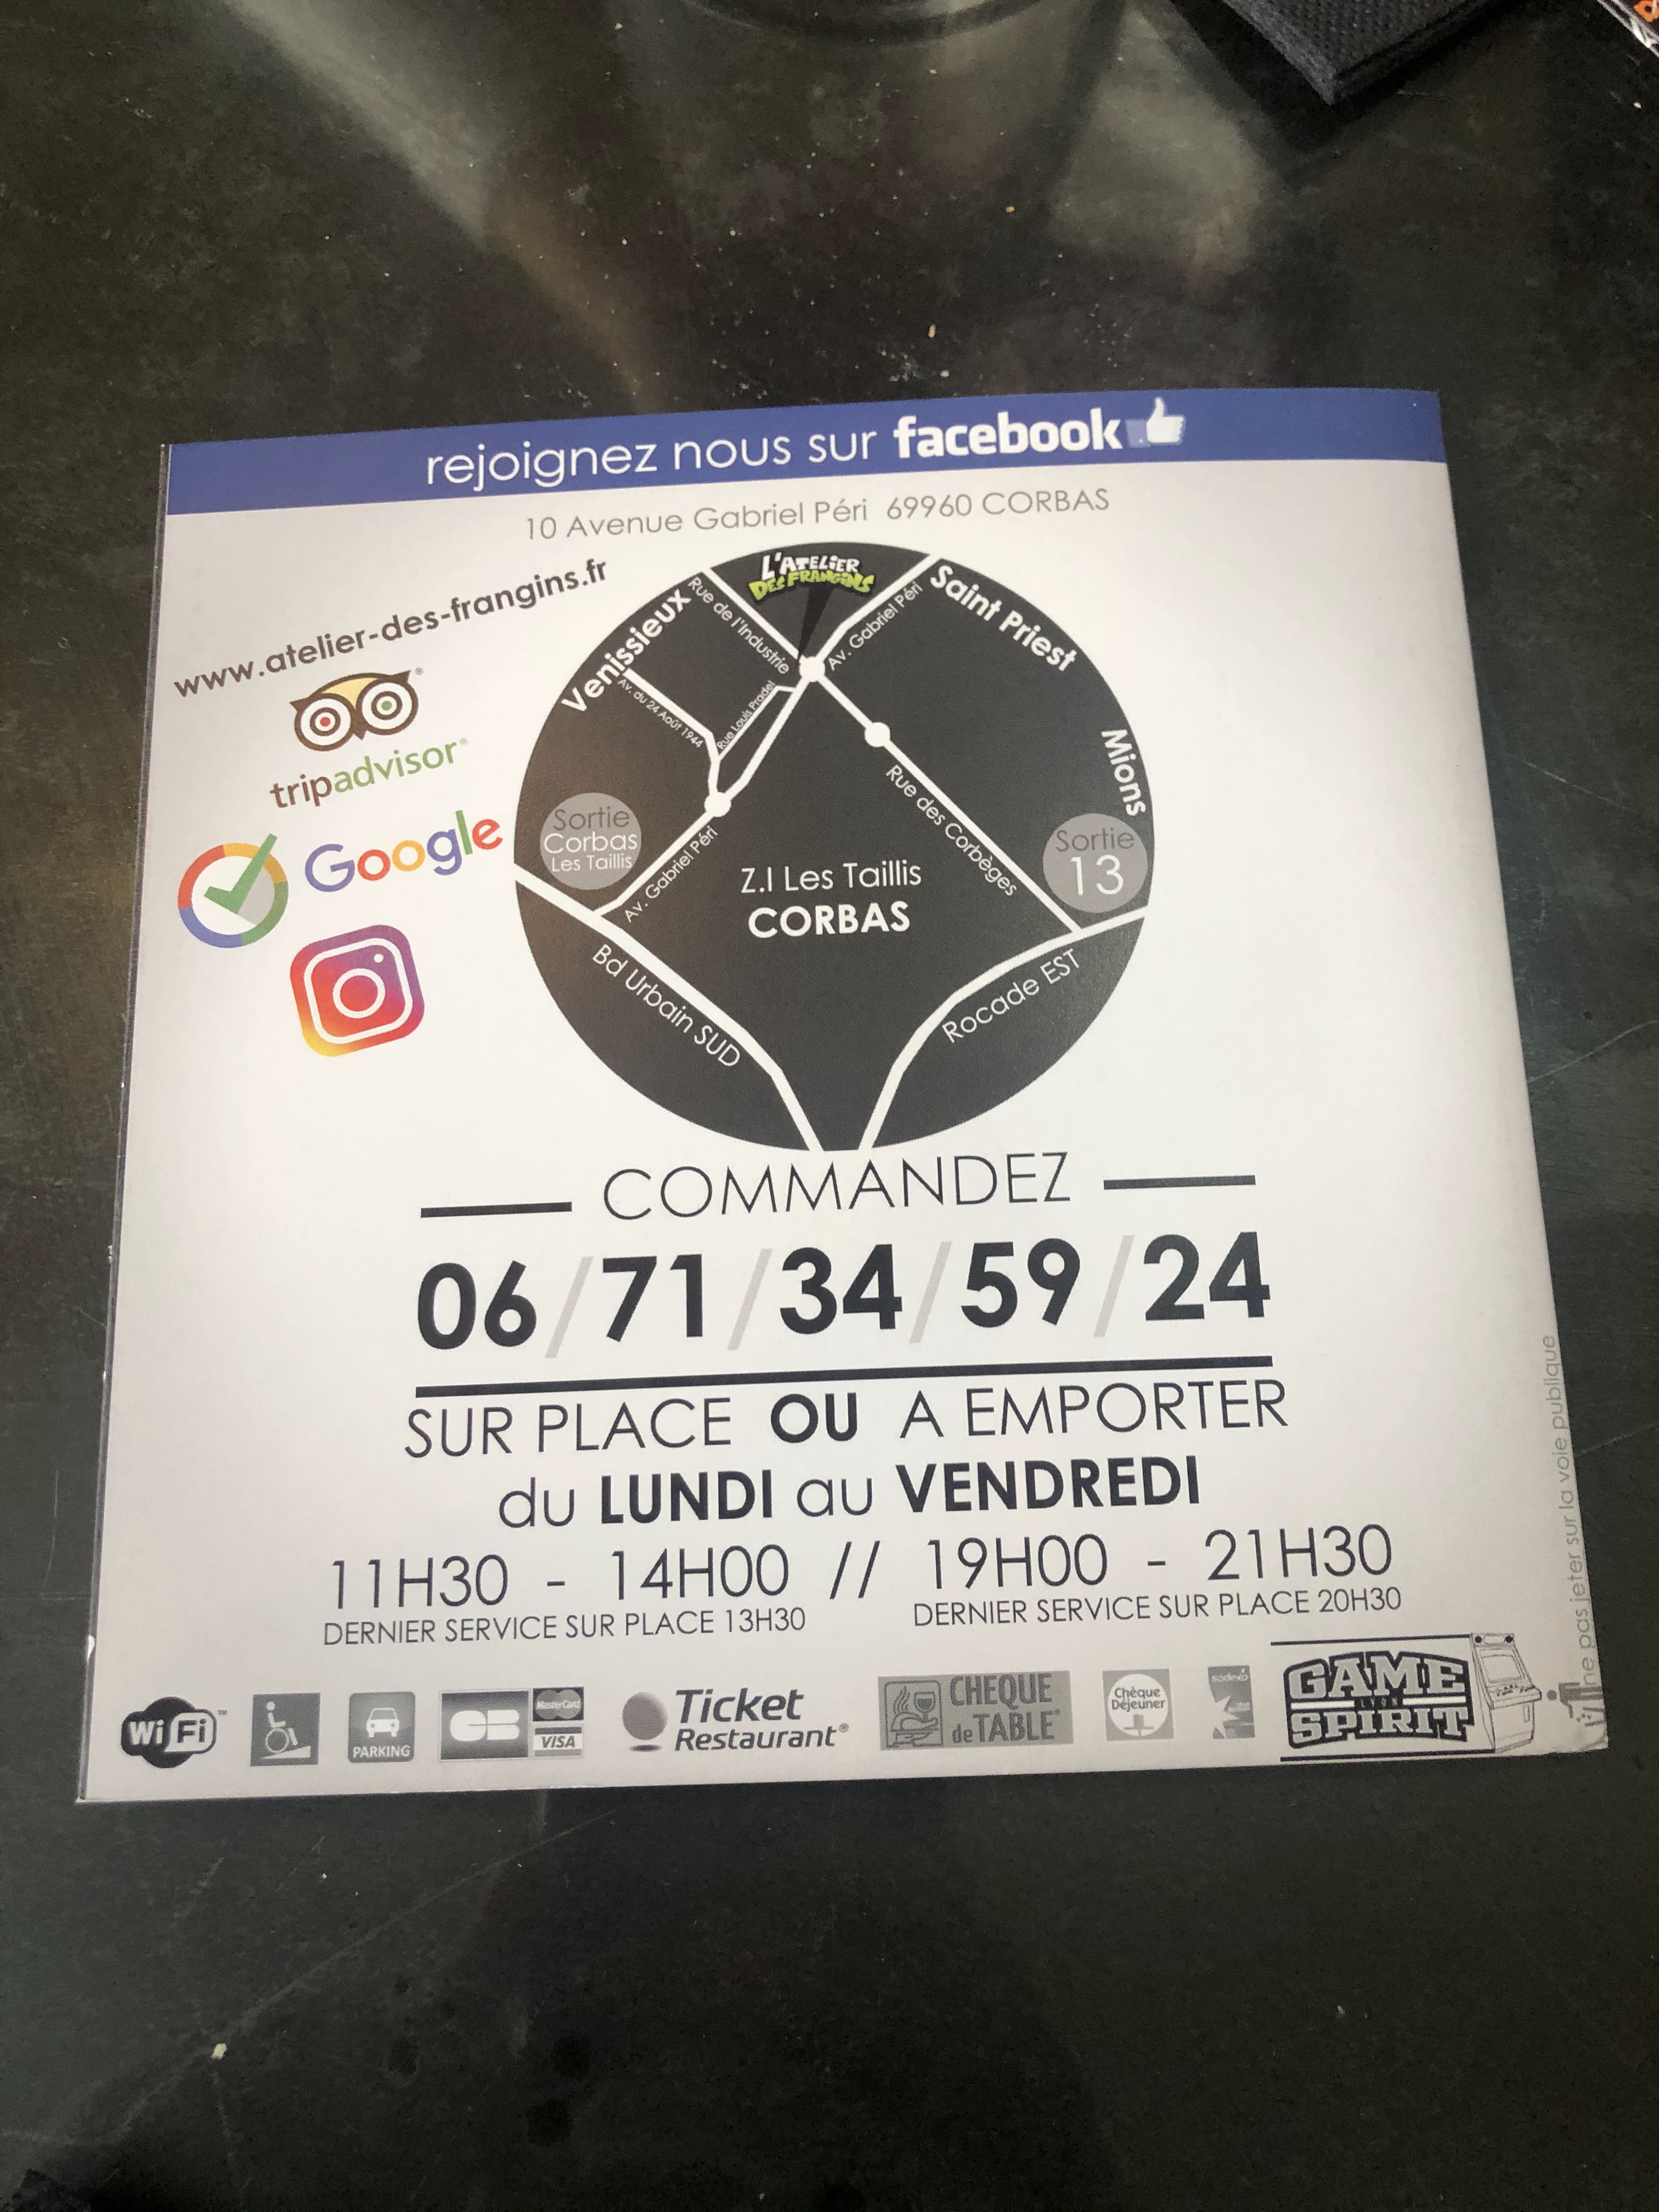 rejoignez nous sur facebook
10 Avenue Gabriel Péri 69960 CORBAS
www.atelier-des-frangins.fr
tripadvisor®
Google
L'ATELIER
DES FRANGINS
Venissieux
Rue de l'Industrie
Av. Gabriel Péri
Saint Priest
Av. du 24 Août 1944
Rue Louis Pradel
Mions
Rue des Corbèges
Sortie
Corbas
Les Taillis
Av. Gabriel Péri
Sortie
13
Z.I Les Taillis
CORBAS
Bd Urbain SUD
Rocade EST
COMMANDEZ
06/71/34/59/24
SUR PLACE OU A EMPORTER
du LUNDI au VENDREDI
11H30 - 14H00 // 19H00 - 21H30
DERNIER SERVICE SUR PLACE 13H30
DERNIER SERVICE SUR PLACE 20H30
Wi Fi™
PARKING
CB
MasterCard
VISA
Ticket
Restaurant®
CHEQUE
de TABLE
Chèque
Déjeuner
sodexo
GAME
LYON
SPIRIT
ne pas jeter sur la voie publique